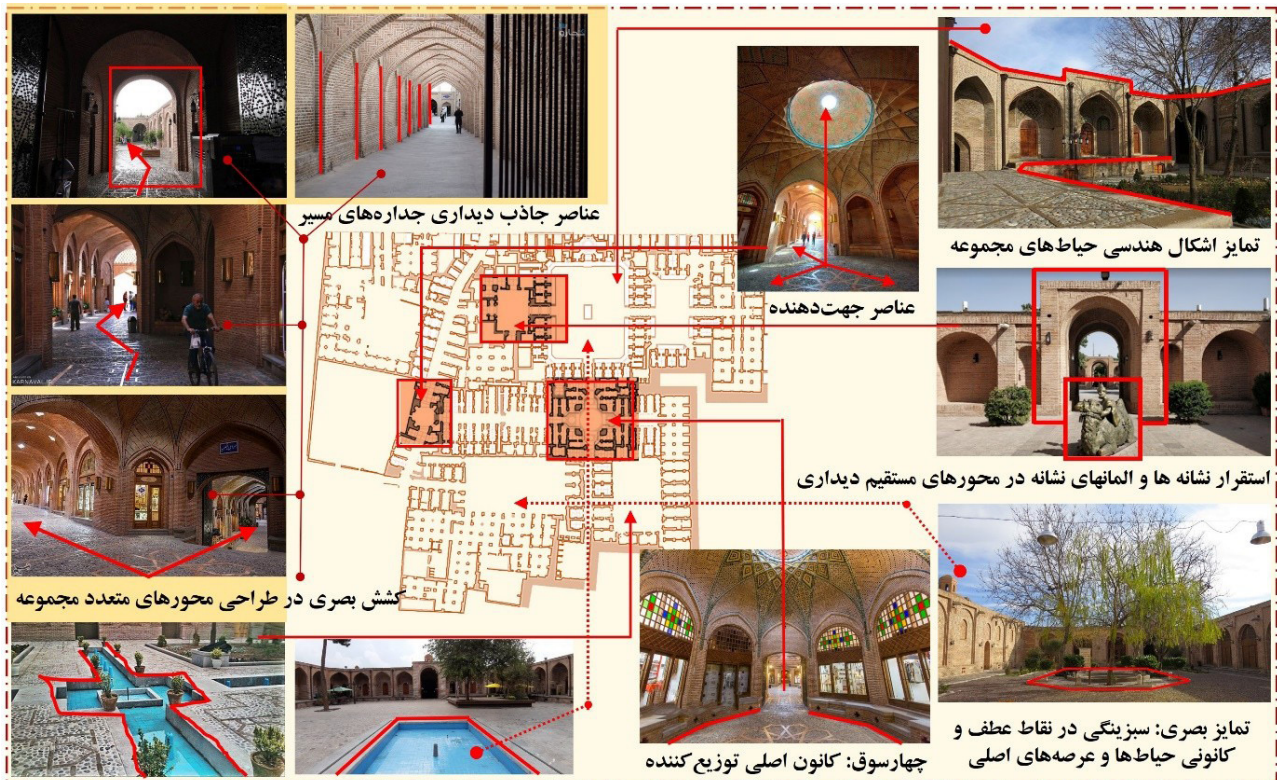 عناصر جاذب دیداری جداره‌های مسیر
تمایز اشکال هندسی حیاط‌های مجموعه
عناصر جهت‌دهنده
استقرار نشانه ها و المانهای نشانه در محورهای مستقیم دیداری
کشش بصری در طراحی محورهای متعدد مجموعه
چهارسوق: کانون اصلی توزیع کننده
تمایز بصری: سبزینگی در نقاط عطف و
کانونی حیاط‌ها و عرصه‌های اصلی